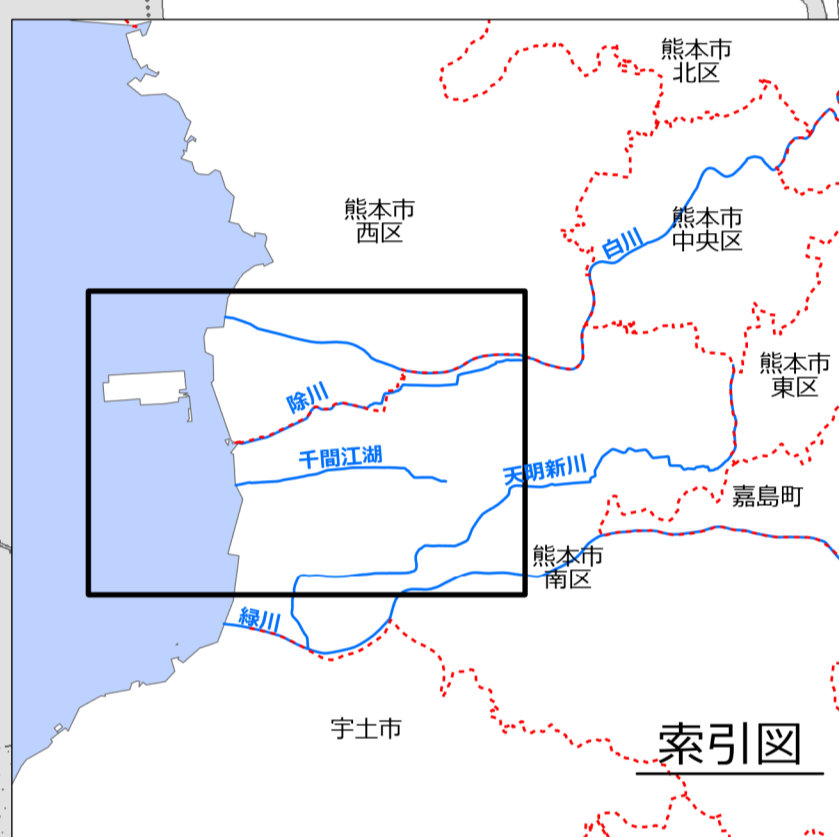 熊本市
北区
熊本市
西区
熊本市
中央区
白川
熊本市
東区
除川
千間江湖
天明新川
嘉島町
熊本市
南区
緑川
宇土市
索引図